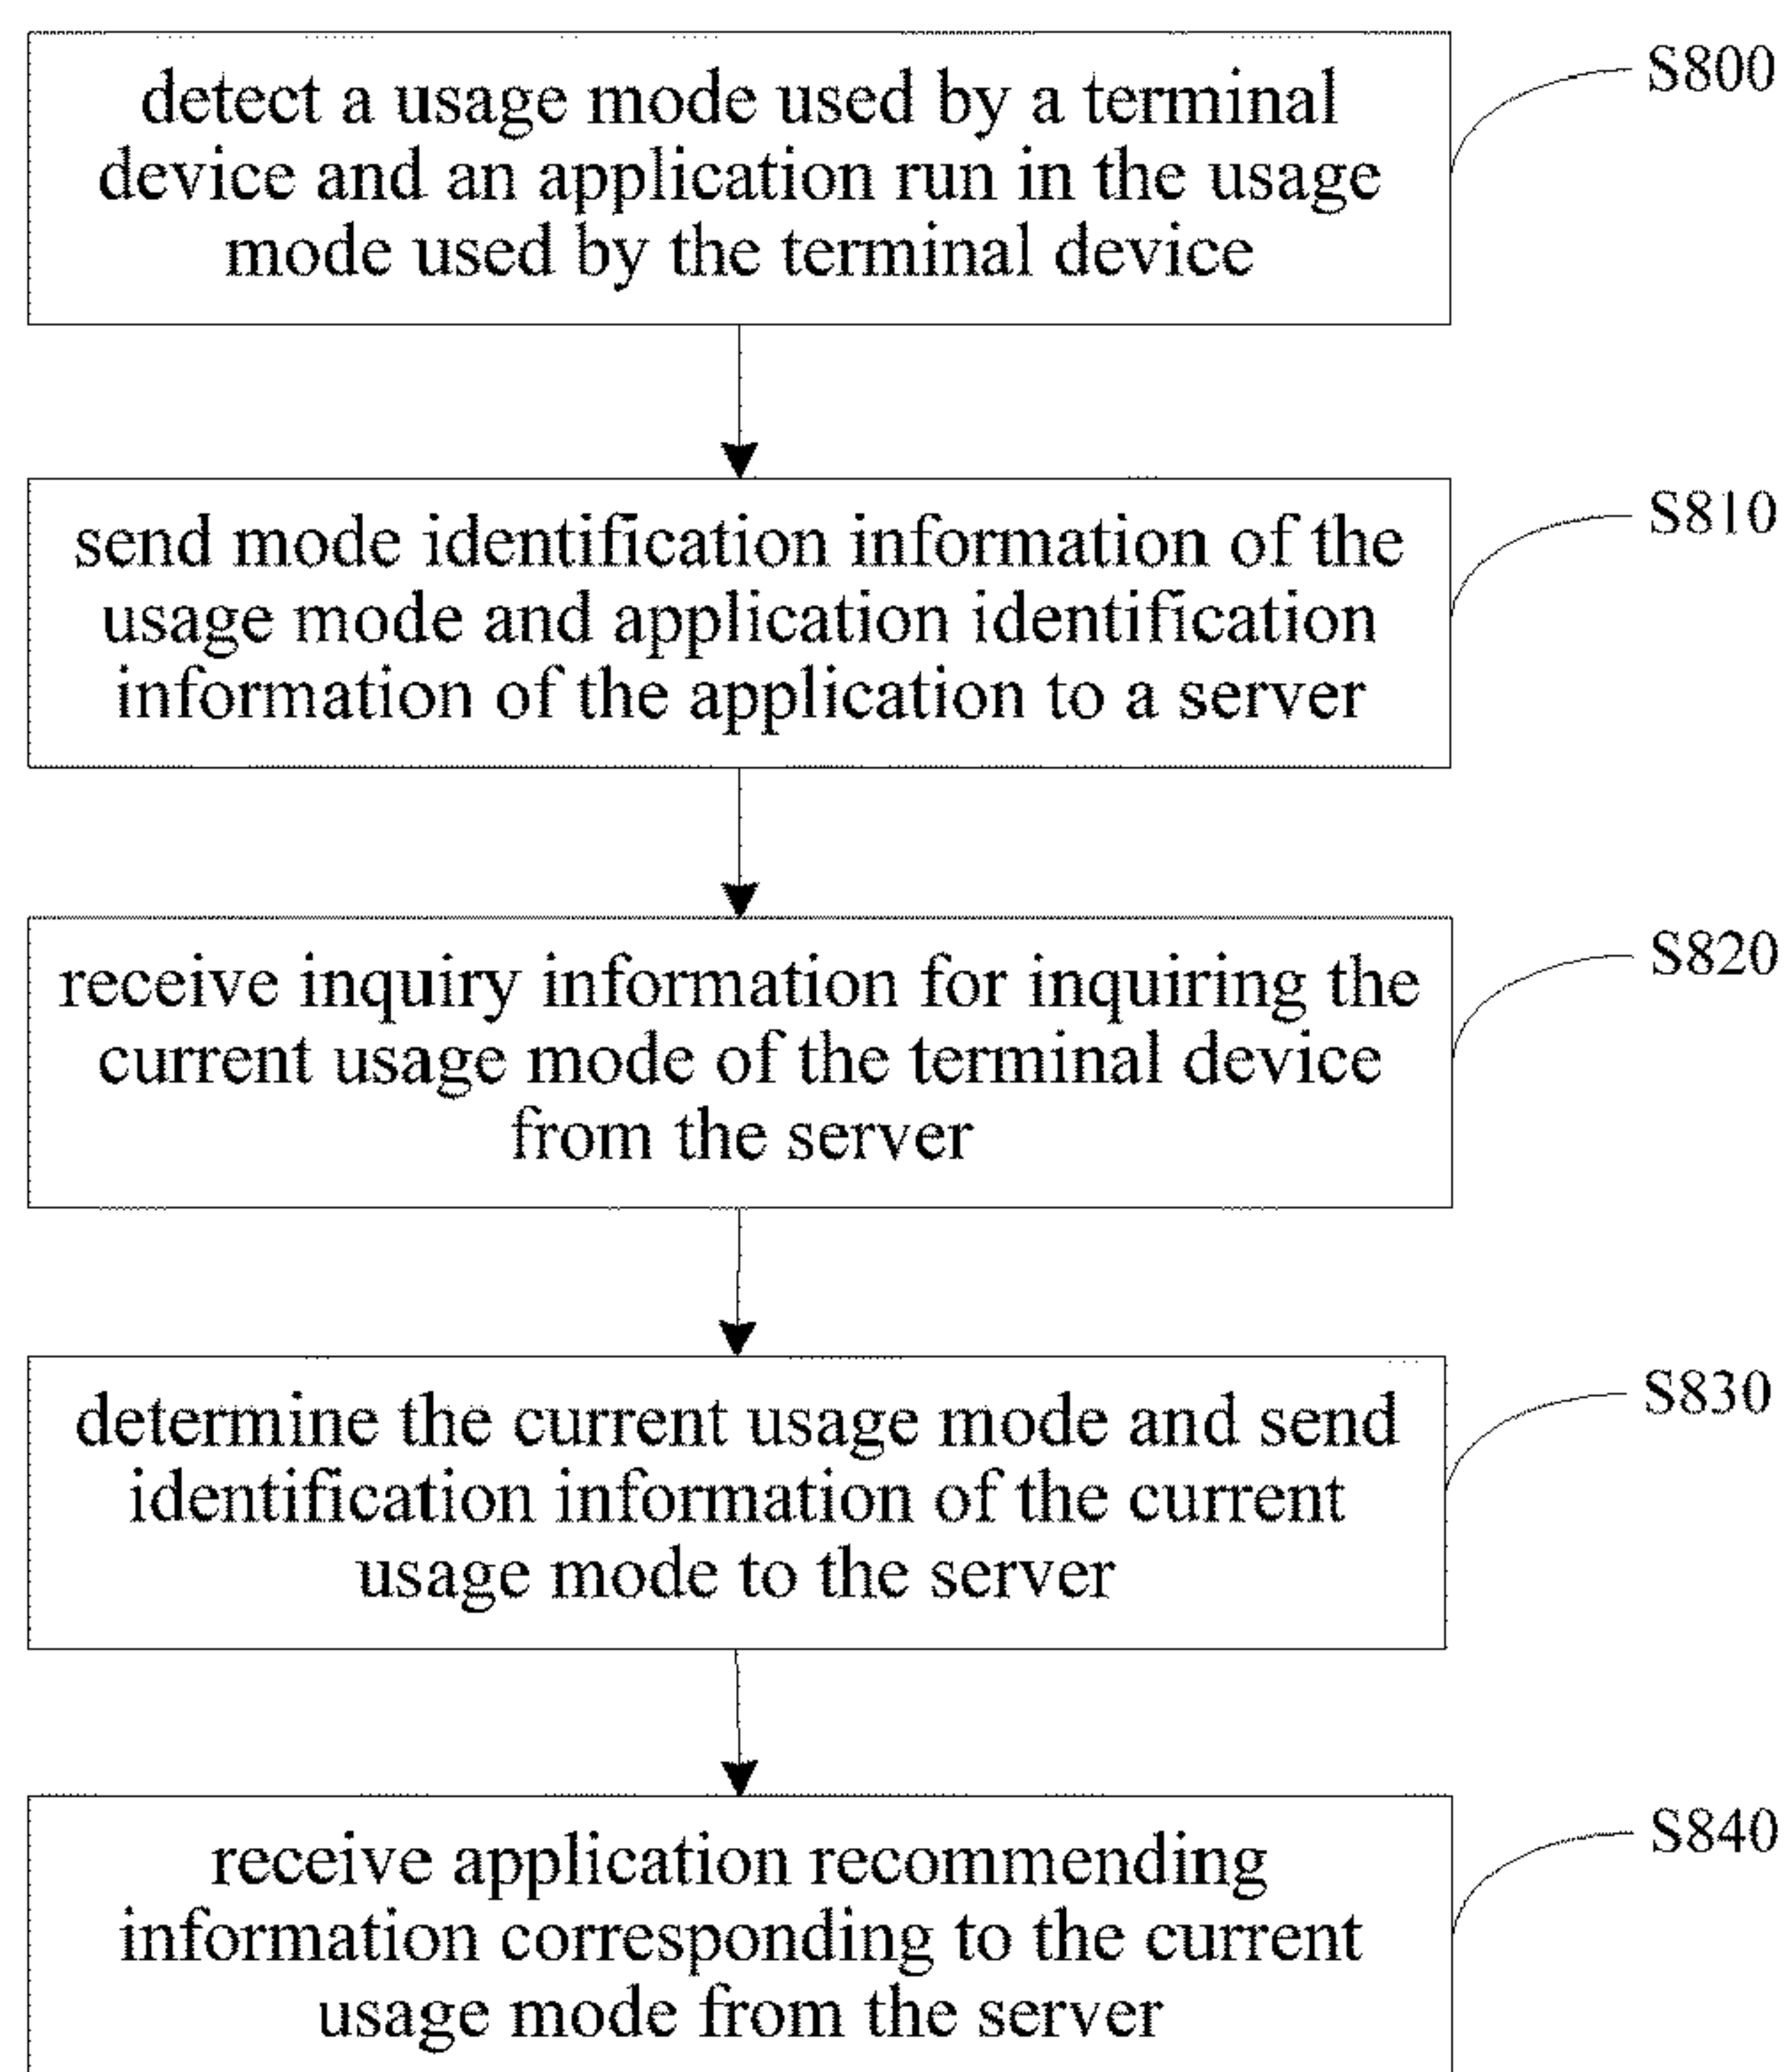 detect a usage mode used by a terminal
device and an application run in the usage
mode used by the terminal device
S800
send mode identification information of the
usage mode and application identification
information of the application to a server
S810
receive inquiry information for inquiring the
current usage mode of the terminal device
from the server
S820
determine the current usage mode and send
identification information of the current
usage mode to the server
S830
receive application recommending
information corresponding to the current
usage mode from the server
S840